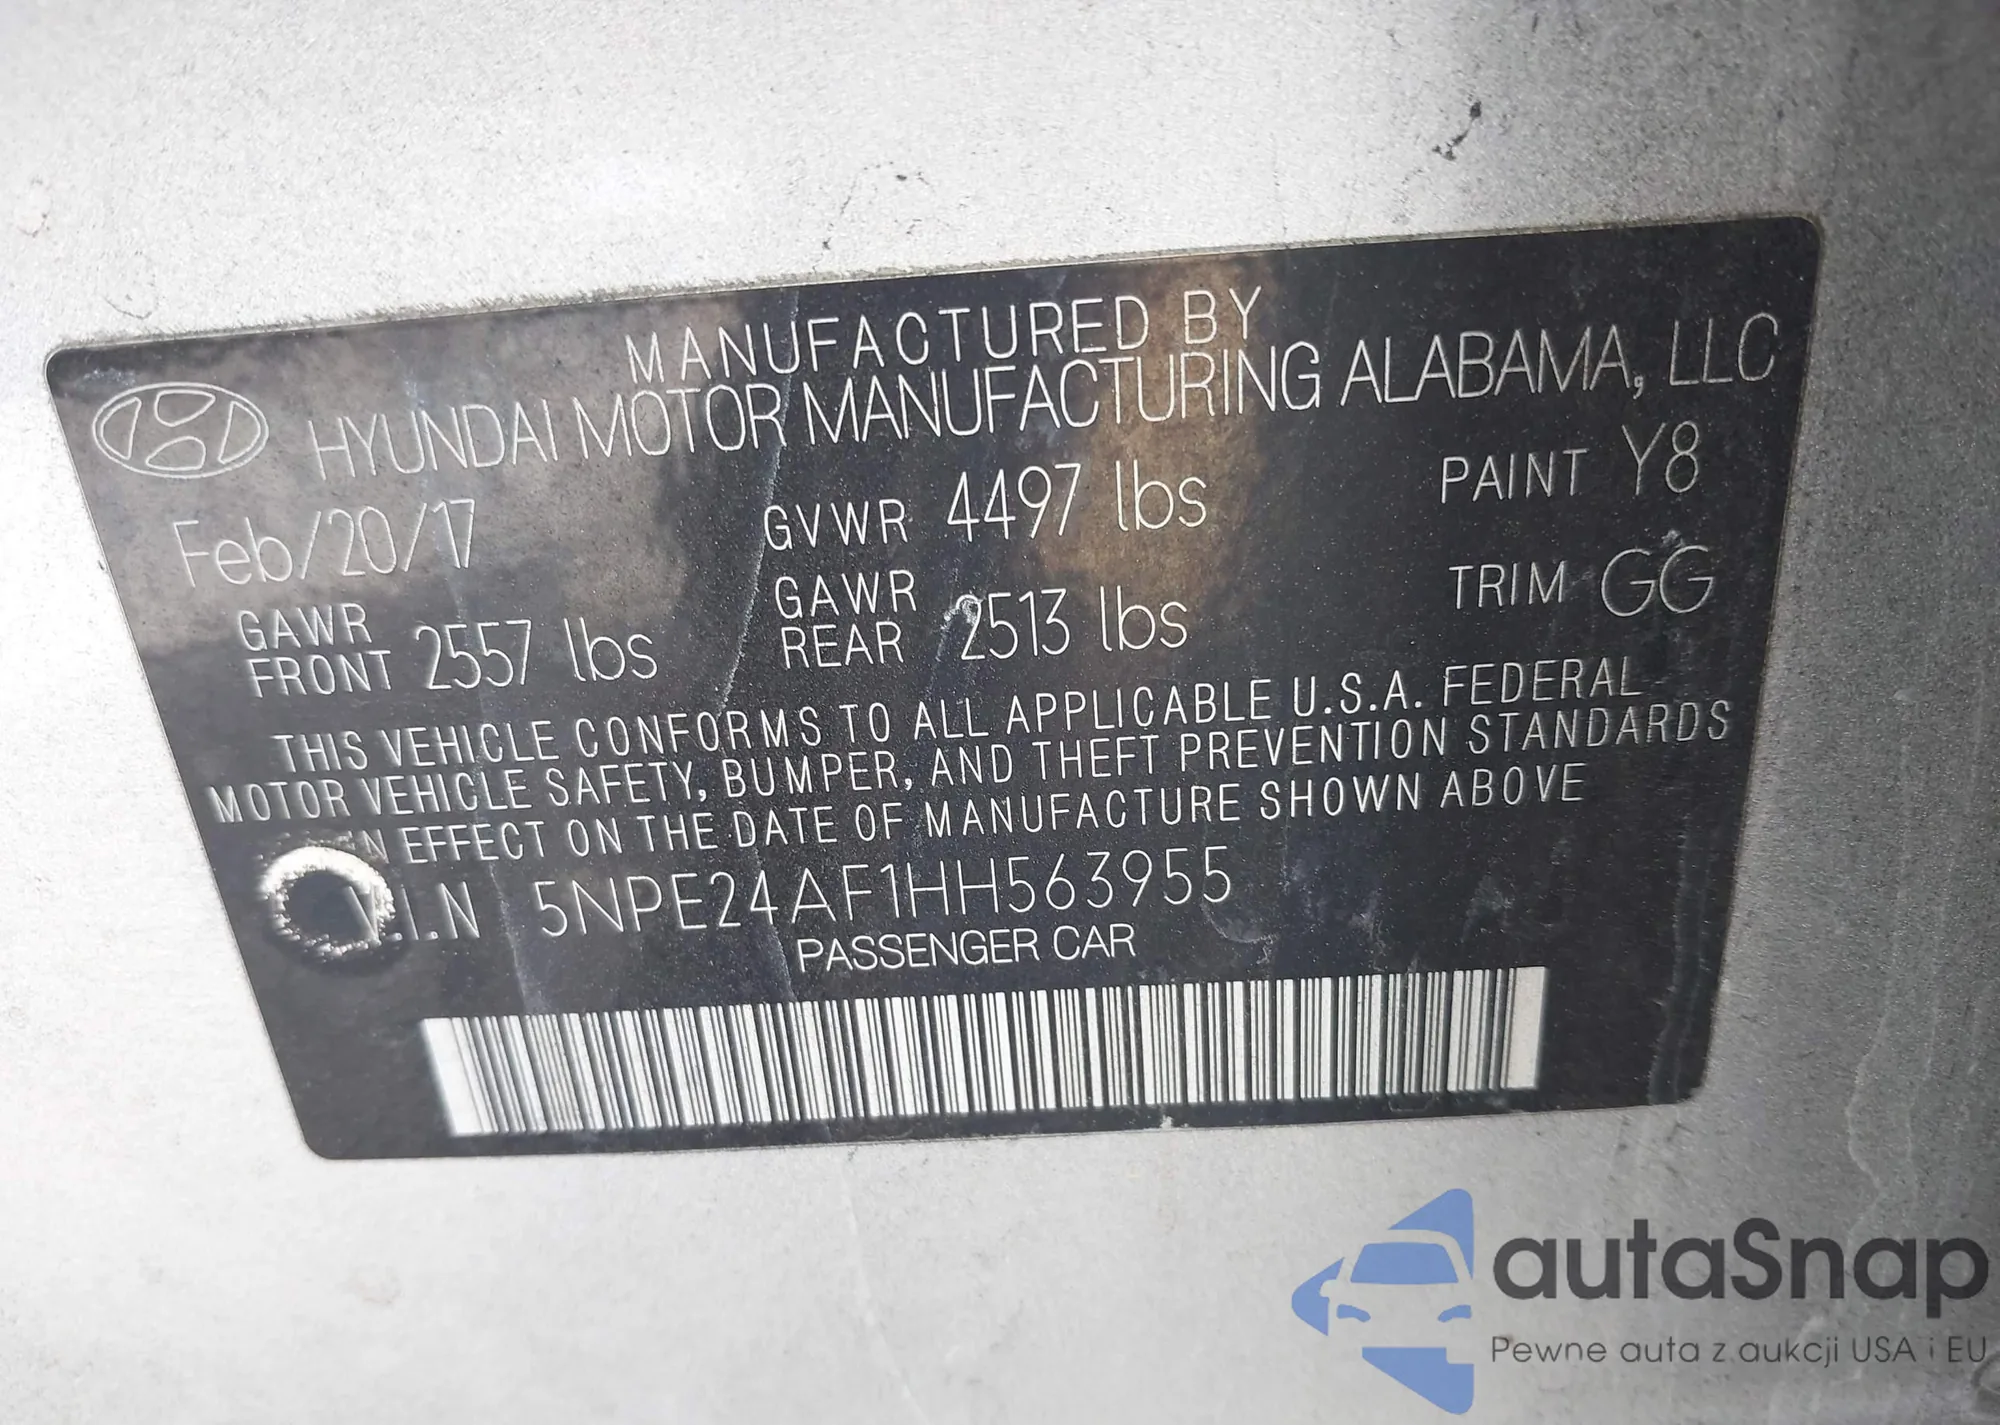 MANUFACTURED BY
HYUNDAI MOTOR MANUFACTURING ALABAMA, LLC
Feb/20/17 GVWR 4497 lbs PAINT Y8
GAWR FRONT 2557 lbs GAWR REAR 2513 lbs TRIM GG
THIS VEHICLE CONFORMS TO ALL APPLICABLE U.S.A. FEDERAL
MOTOR VEHICLE SAFETY, BUMPER, AND THEFT PREVENTION STANDARDS
EFFECT ON THE DATE OF MANUFACTURE SHOWN ABOVE
V.I.N 5NPE24AF1HH563955
PASSENGER CAR
autaSnap
Pewne auta z aukcji USA i EU